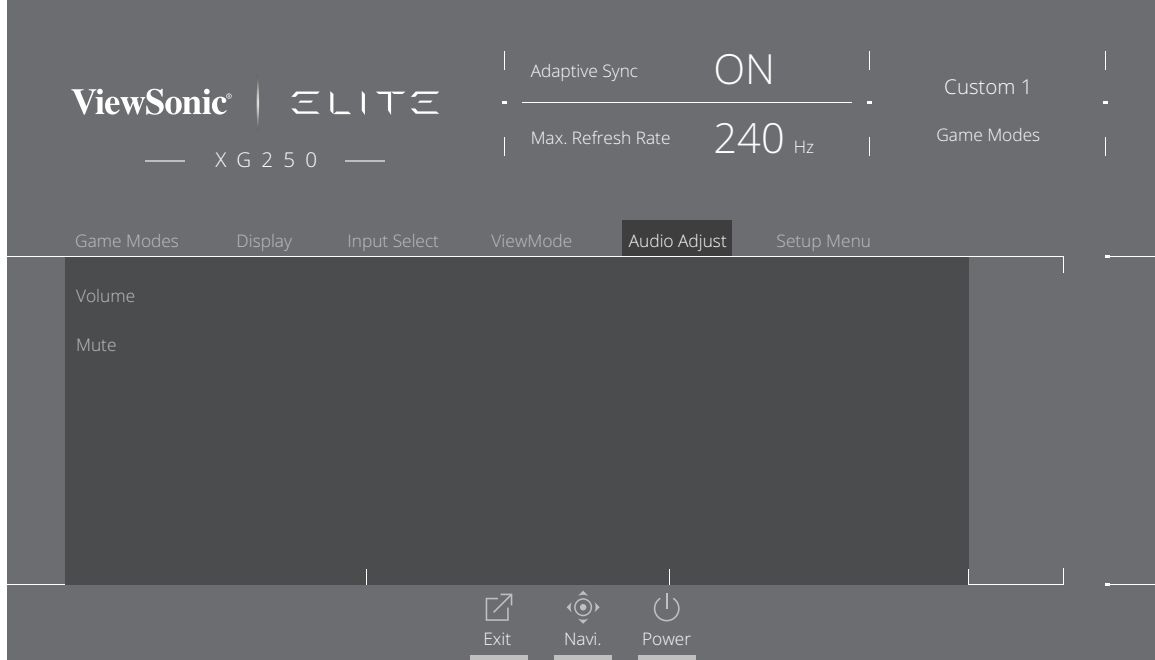 ViewSonic® ELITE
XG250
Adaptive Sync ON
Max. Refresh Rate 240 Hz
Custom 1
Game Modes
Game Modes Display Input Select ViewMode Audio Adjust Setup Menu
Volume
Mute
Exit Navi. Power